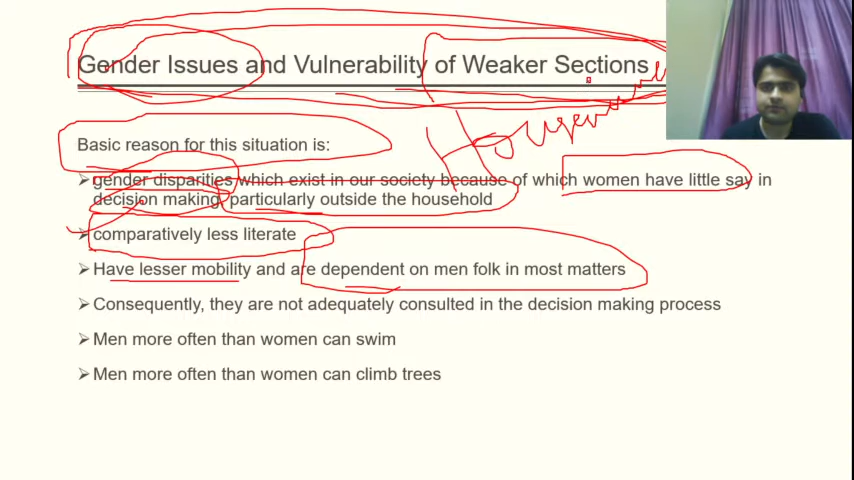 Gender Issues and Vulnerability of Weaker Sections
Basic reason for this situation is:
gender disparities which exist in our society because of which women have little say in
decision making, particularly outside the household
comparatively less literate
Have lesser mobility and are dependent on men folk in most matters
Consequently, they are not adequately consulted in the decision making process
Men more often than women can swim
Men more often than women can climb trees